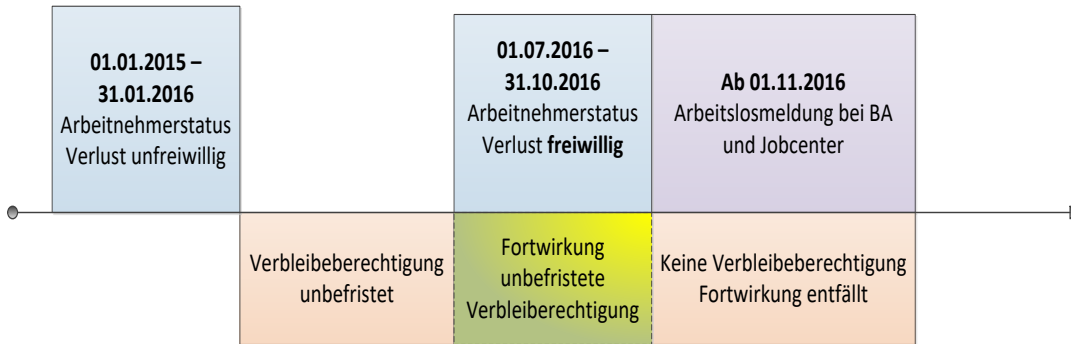 01.01.2015 –
31.01.2016
Arbeitnehmerstatus
Verlust unfreiwillig
01.07.2016 –
31.10.2016
Arbeitnehmerstatus
Verlust freiwillig
Ab 01.11.2016
Arbeitslosmeldung bei BA
und Jobcenter
Verbleibeberechtigung
unbefristet
Fortwirkung
unbefristete
Verbleiberechtigung
Keine Verbleibeberechtigung
Fortwirkung entfällt